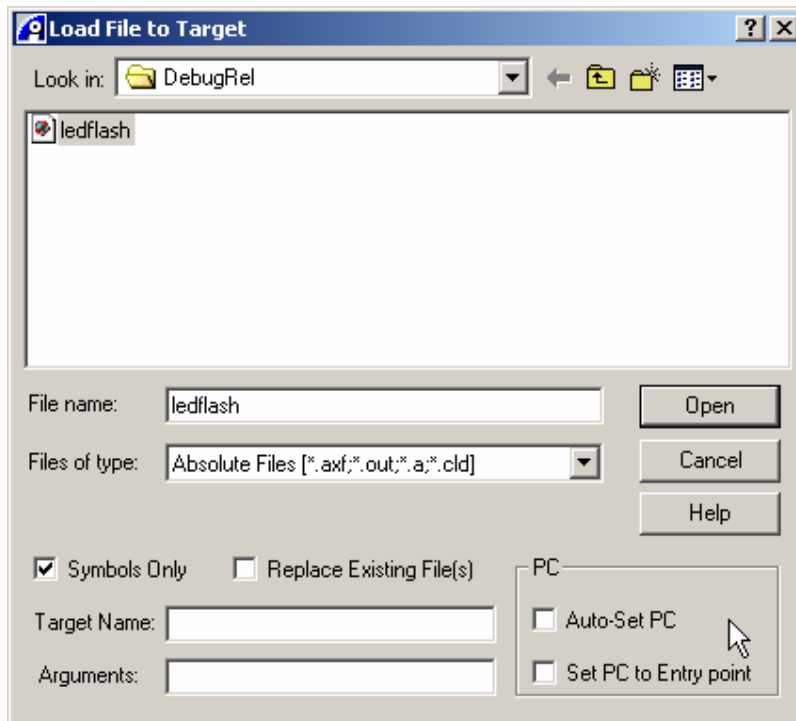 Load File to Target
Look in: DebugRel
ledflash
File name: ledflash Open
Files of type: Absolute Files [*.axf;*.out;*.a;*.cld] Cancel
Help
Symbols Only Replace Existing File(s) PC
Target Name: Auto-Set PC
Arguments: Set PC to Entry point